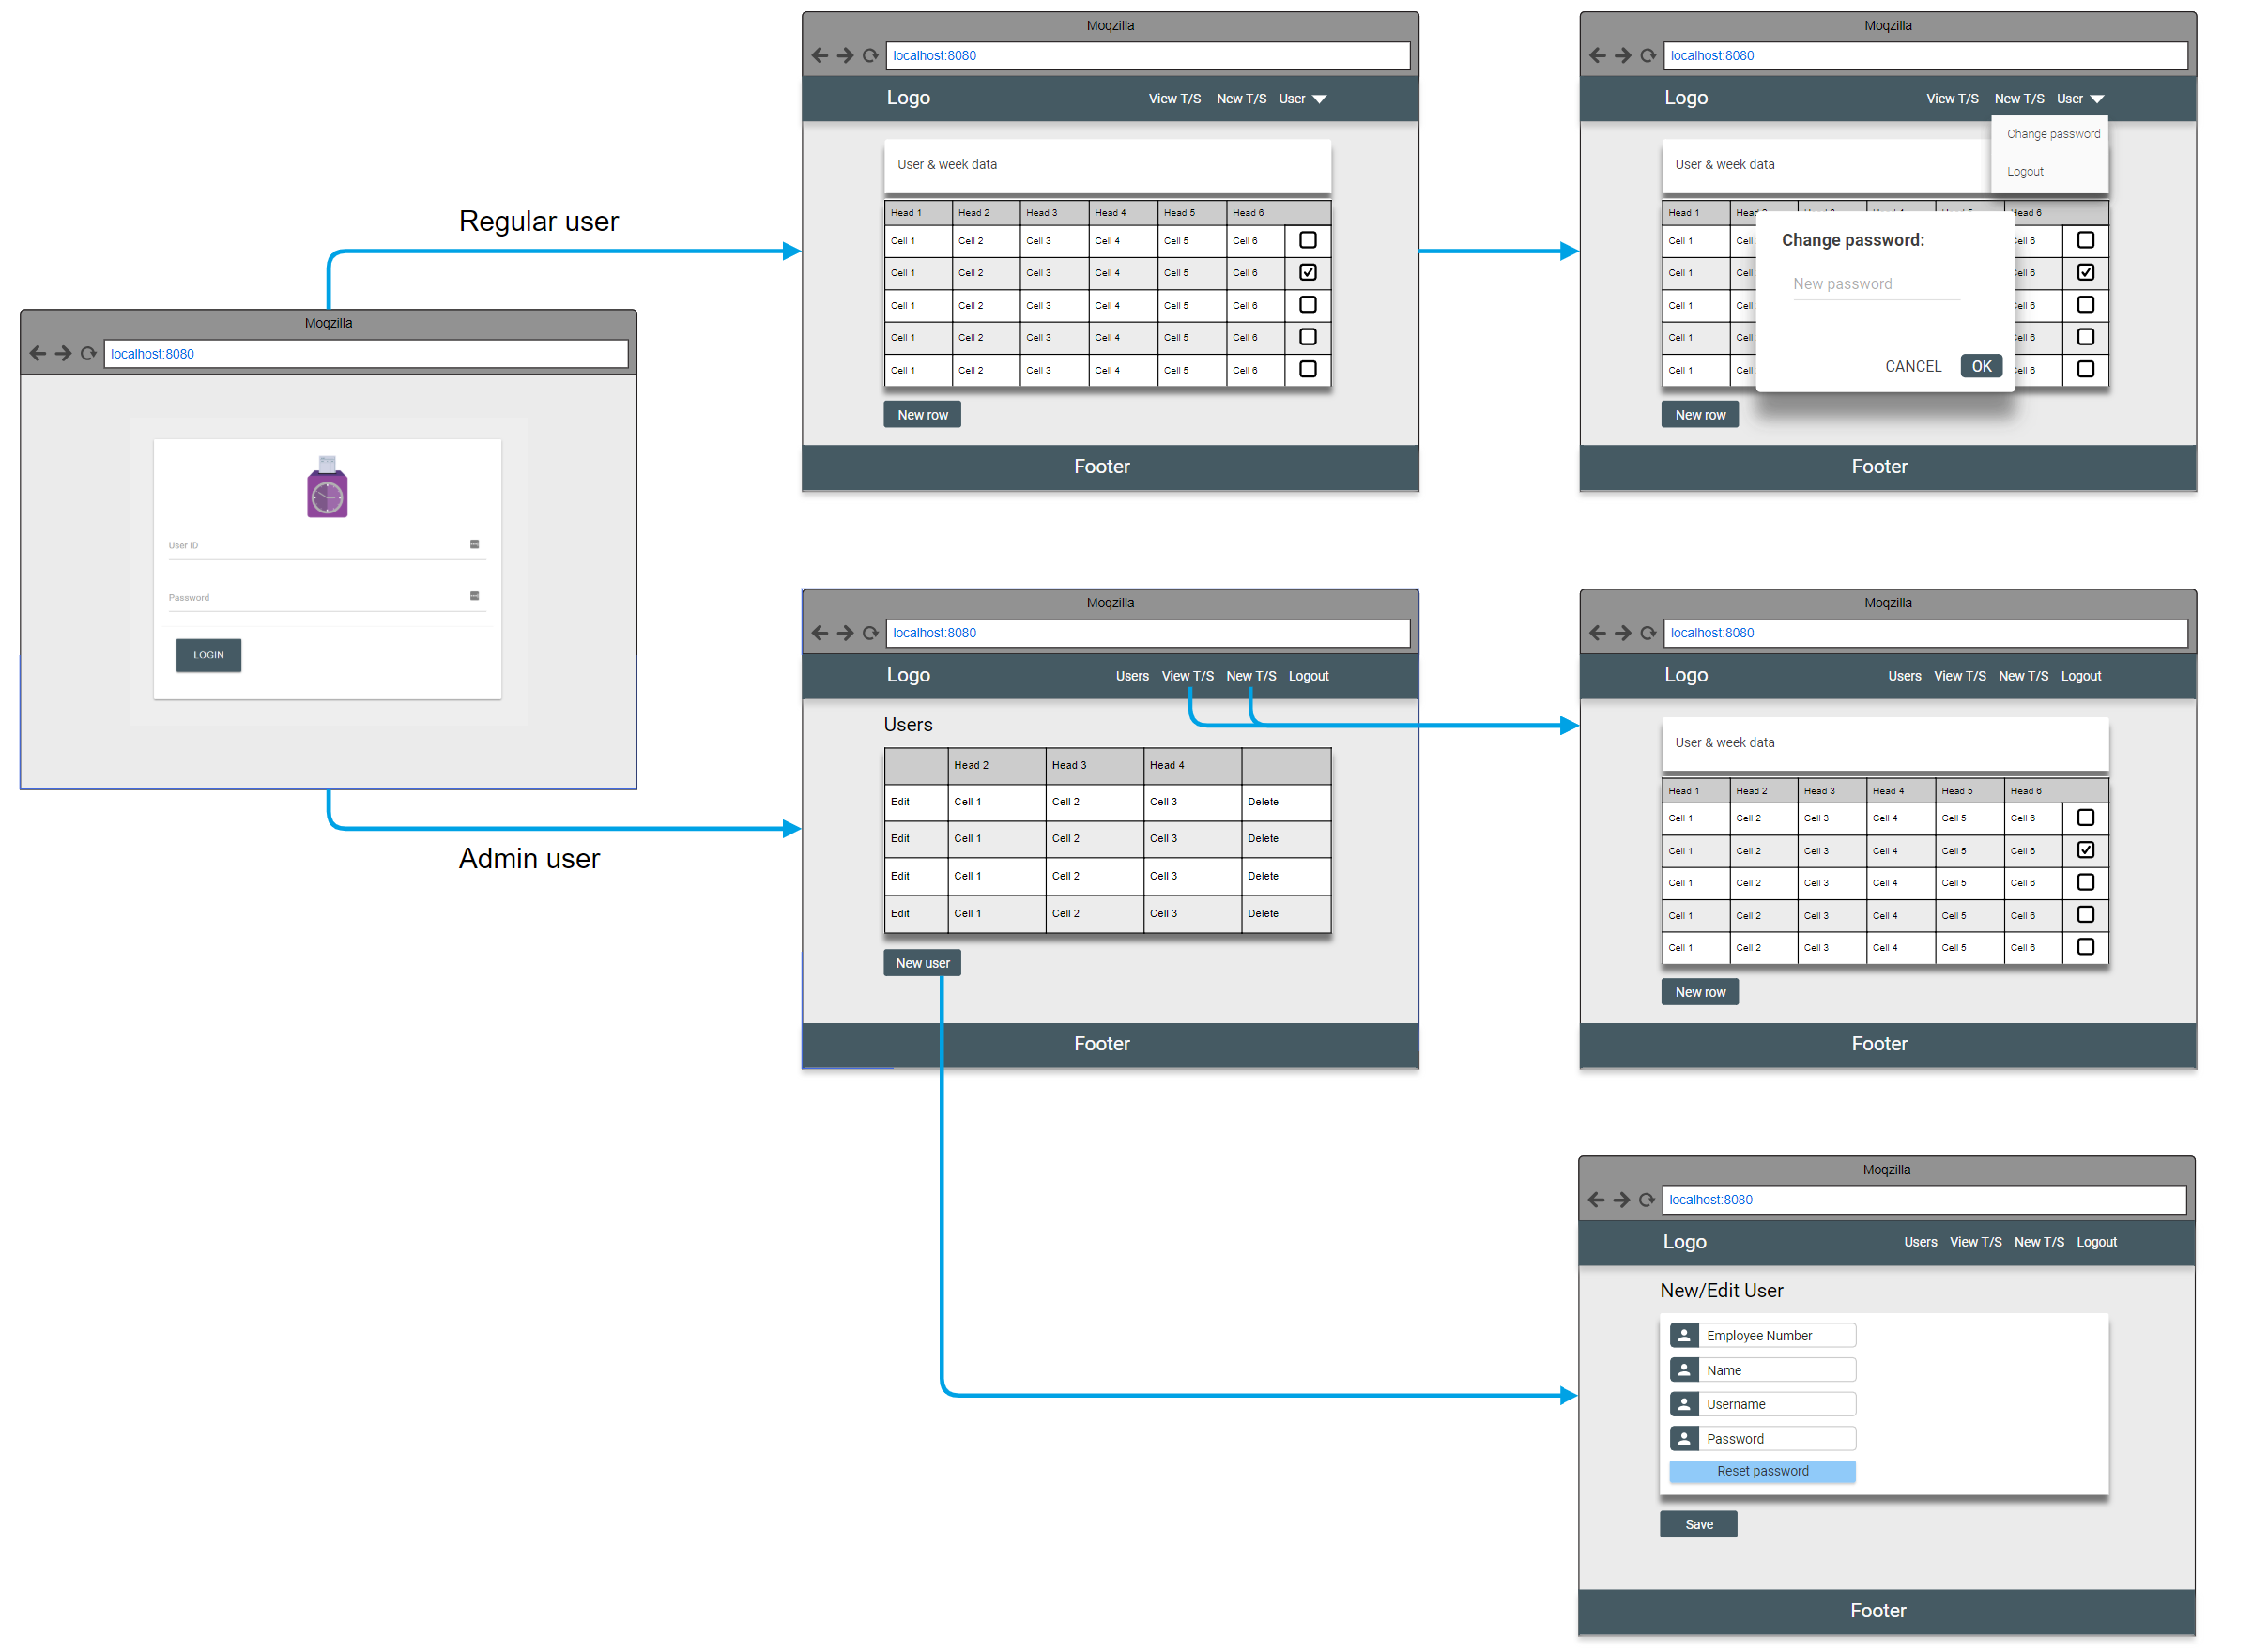 Regular user
Moqzilla
localhost:8080
User ID
Password
LOGIN
Admin user
Moqzilla
localhost:8080
Logo View T/S New T/S User
User & week data
Head 1 Head 2 Head 3 Head 4 Head 5 Head 6
Cell 1 Cell 2 Cell 3 Cell 4 Cell 5 Cell 6
Cell 1 Cell 2 Cell 3 Cell 4 Cell 5 Cell 6
Cell 1 Cell 2 Cell 3 Cell 4 Cell 5 Cell 6
Cell 1 Cell 2 Cell 3 Cell 4 Cell 5 Cell 6
Cell 1 Cell 2 Cell 3 Cell 4 Cell 5 Cell 6
New row
Footer
Moqzilla
localhost:8080
Logo View T/S New T/S User
Change password
Logout
User & week data
Head 1
Cell 1
Cell 1
Cell 1
Cell 1
Cell 1
Change password:
New password
CANCEL OK
New row
Footer
Moqzilla
localhost:8080
Logo Users View T/S New T/S Logout
Users
Head 2 Head 3 Head 4
Edit Cell 1 Cell 2 Cell 3 Delete
Edit Cell 1 Cell 2 Cell 3 Delete
Edit Cell 1 Cell 2 Cell 3 Delete
Edit Cell 1 Cell 2 Cell 3 Delete
New user
Footer
Moqzilla
localhost:8080
Logo Users View T/S New T/S Logout
User & week data
Head 1 Head 2 Head 3 Head 4 Head 5 Head 6
Cell 1 Cell 2 Cell 3 Cell 4 Cell 5 Cell 6
Cell 1 Cell 2 Cell 3 Cell 4 Cell 5 Cell 6
Cell 1 Cell 2 Cell 3 Cell 4 Cell 5 Cell 6
Cell 1 Cell 2 Cell 3 Cell 4 Cell 5 Cell 6
Cell 1 Cell 2 Cell 3 Cell 4 Cell 5 Cell 6
New row
Footer
Moqzilla
localhost:8080
Logo Users View T/S New T/S Logout
New/Edit User
Employee Number
Name
Username
Password
Reset password
Save
Footer